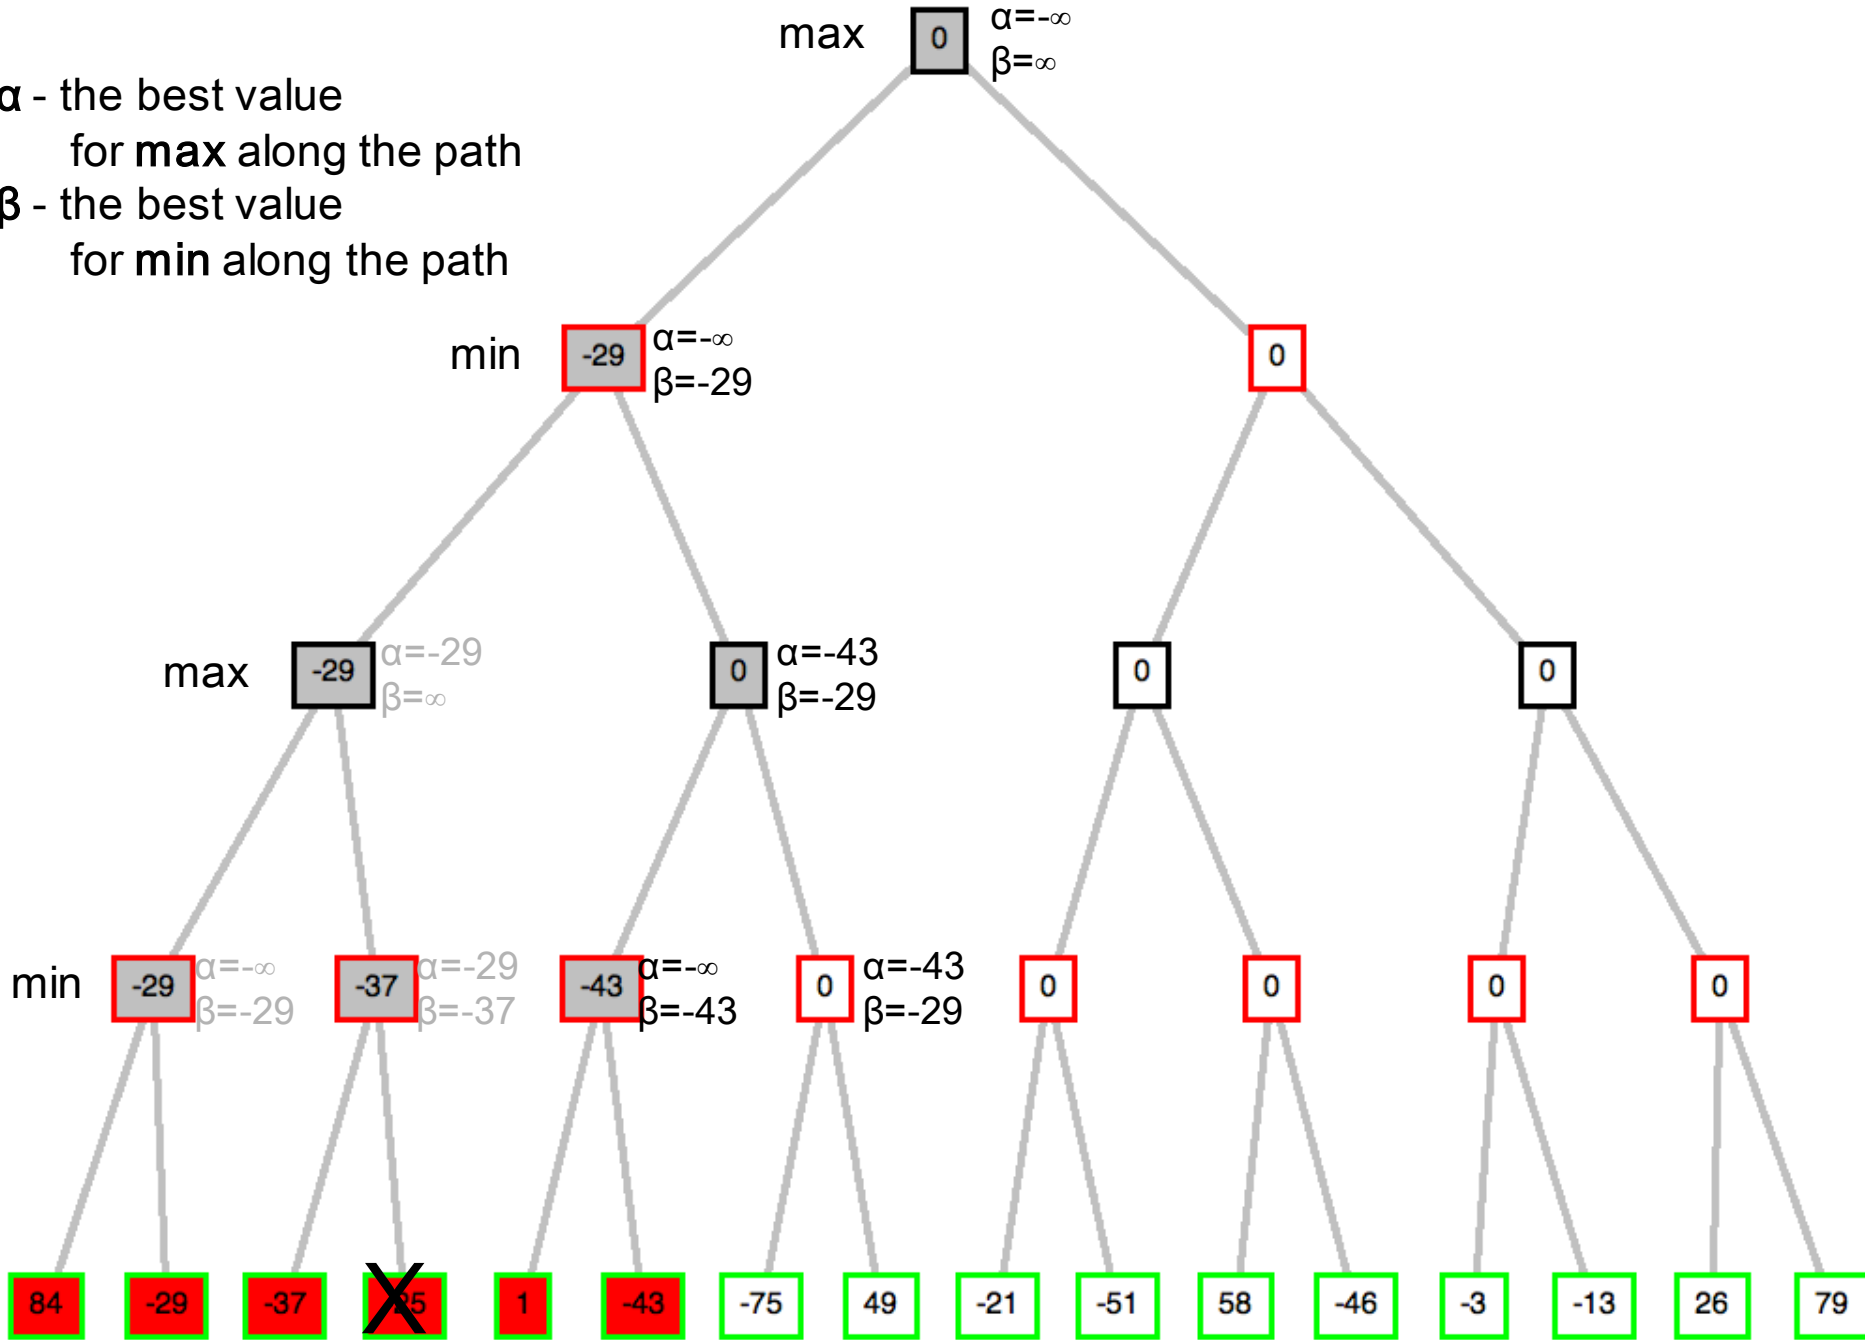 max 0 α=-∞
β=∞
α - the best value
for max along the path
β - the best value
for min along the path
min -29 α=-∞
β=-29
0
max -29 α=-29
β=∞
0 α=-43
β=-29
0
0
min -29 α=-∞
β=-29
-37 α=-29
β=-37
-43 α=-∞
β=-43
0 α=-43
β=-29
0
0
0
0
84 -29 -37 X 1 -43 -75 49 -21 -51 58 -46 -3 -13 26 79